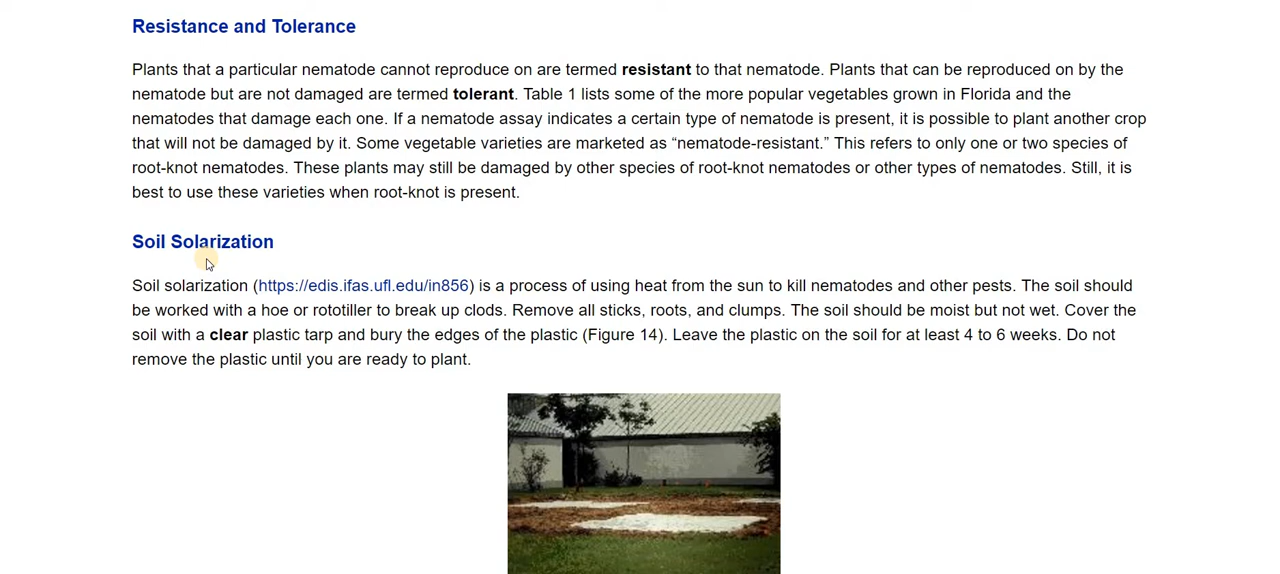 Resistance and Tolerance
Plants that a particular nematode cannot reproduce on are termed resistant to that nematode. Plants that can be reproduced on by the
nematode but are not damaged are termed tolerant. Table 1 lists some of the more popular vegetables grown in Florida and the
nematodes that damage each one. If a nematode assay indicates a certain type of nematode is present, it is possible to plant another crop
that will not be damaged by it. Some vegetable varieties are marketed as “nematode-resistant.” This refers to only one or two species of
root-knot nematodes. These plants may still be damaged by other species of root-knot nematodes or other types of nematodes. Still, it is
best to use these varieties when root-knot is present.
Soil Solarization
Soil solarization (https://edis.ifas.ufl.edu/in856) is a process of using heat from the sun to kill nematodes and other pests. The soil should
be worked with a hoe or rototiller to break up clods. Remove all sticks, roots, and clumps. The soil should be moist but not wet. Cover the
soil with a clear plastic tarp and bury the edges of the plastic (Figure 14). Leave the plastic on the soil for at least 4 to 6 weeks. Do not
remove the plastic until you are ready to plant.